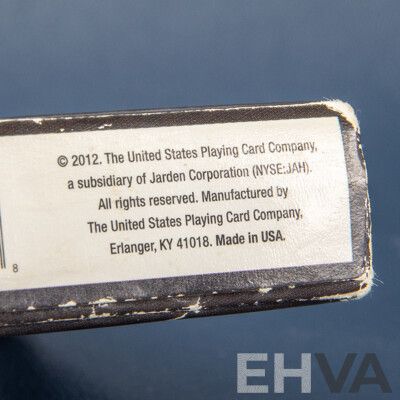 © 2012. The United States Playing Card Company,
a subsidiary of Jarden Corporation (NYSE:JAH).
All rights reserved. Manufactured by
The United States Playing Card Company,
Erlanger, KY 41018. Made in USA.
8
EHVA